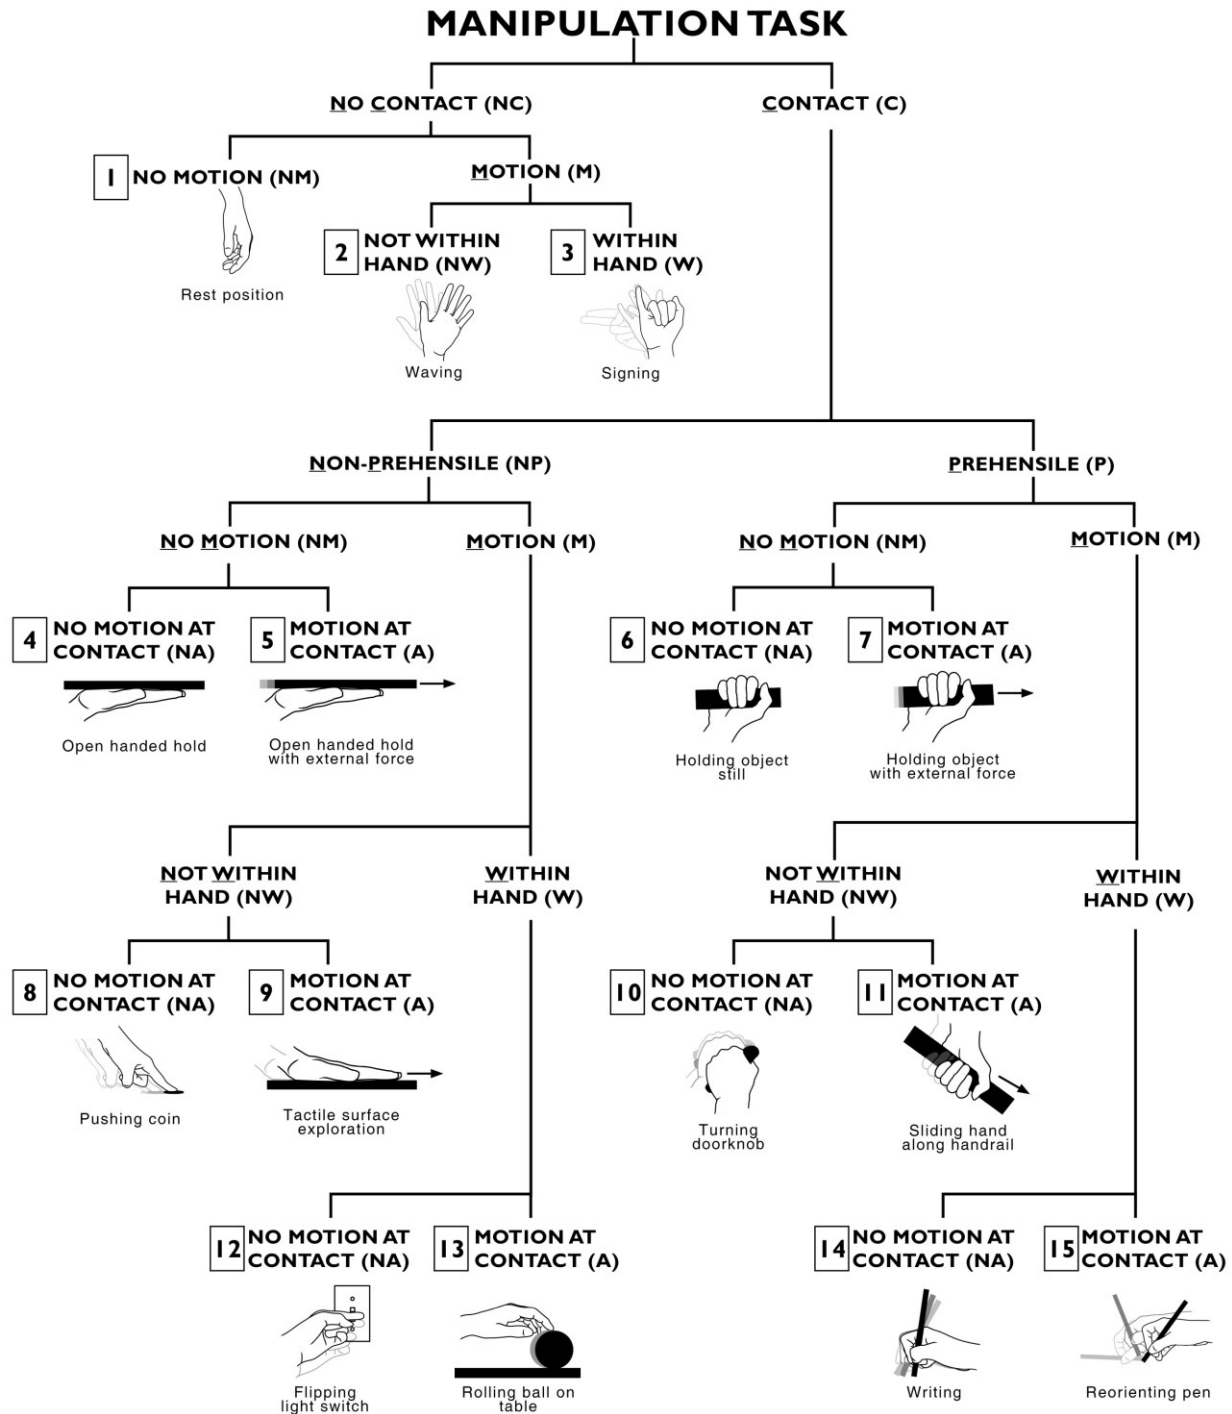 MANIPULATION TASK
NO CONTACT (NC)
CONTACT (C)
1 NO MOTION (NM)
Rest position
MOTION (M)
2 NOT WITHIN
HAND (NW)
Waving
3 WITHIN
HAND (W)
Signing
NON-PREHENSILE (NP)
PREHENSILE (P)
NO MOTION (NM)
MOTION (M)
NO MOTION (NM)
MOTION (M)
4 NO MOTION AT
CONTACT (NA)
Open handed hold
5 MOTION AT
CONTACT (A)
Open handed hold
with external force
6 NO MOTION AT
CONTACT (NA)
Holding object
still
7 MOTION AT
CONTACT (A)
Holding object
with external force
NOT WITHIN
HAND (NW)
WITHIN
HAND (W)
NOT WITHIN
HAND (NW)
WITHIN
HAND (W)
8 NO MOTION AT
CONTACT (NA)
Pushing coin
9 MOTION AT
CONTACT (A)
Tactile surface
exploration
10 NO MOTION AT
CONTACT (NA)
Turning
doorknob
11 MOTION AT
CONTACT (A)
Sliding hand
along handrail
12 NO MOTION AT
CONTACT (NA)
Flipping
light switch
13 MOTION AT
CONTACT (A)
Rolling ball on
table
14 NO MOTION AT
CONTACT (NA)
Writing
15 MOTION AT
CONTACT (A)
Reorienting pen